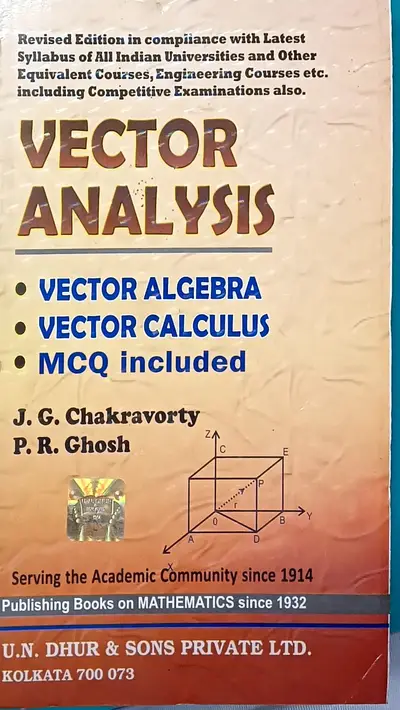 Revised Edition in compliance with Latest
Syllabus of All Indian Universities and Other
Equivalent Courses, Engineering Courses etc.
including Competitive Examinations also.
VECTOR
ANALYSIS
• VECTOR ALGEBRA
• VECTOR CALCULUS
• MCQ included
J. G. Chakravorty
P. R. Ghosh
Z
C
E
P
r
O
B
Y
A
D
X
Serving the Academic Community since 1914
Publishing Books on MATHEMATICS since 1932
U.N. DHUR & SONS PRIVATE LTD.
KOLKATA 700 073